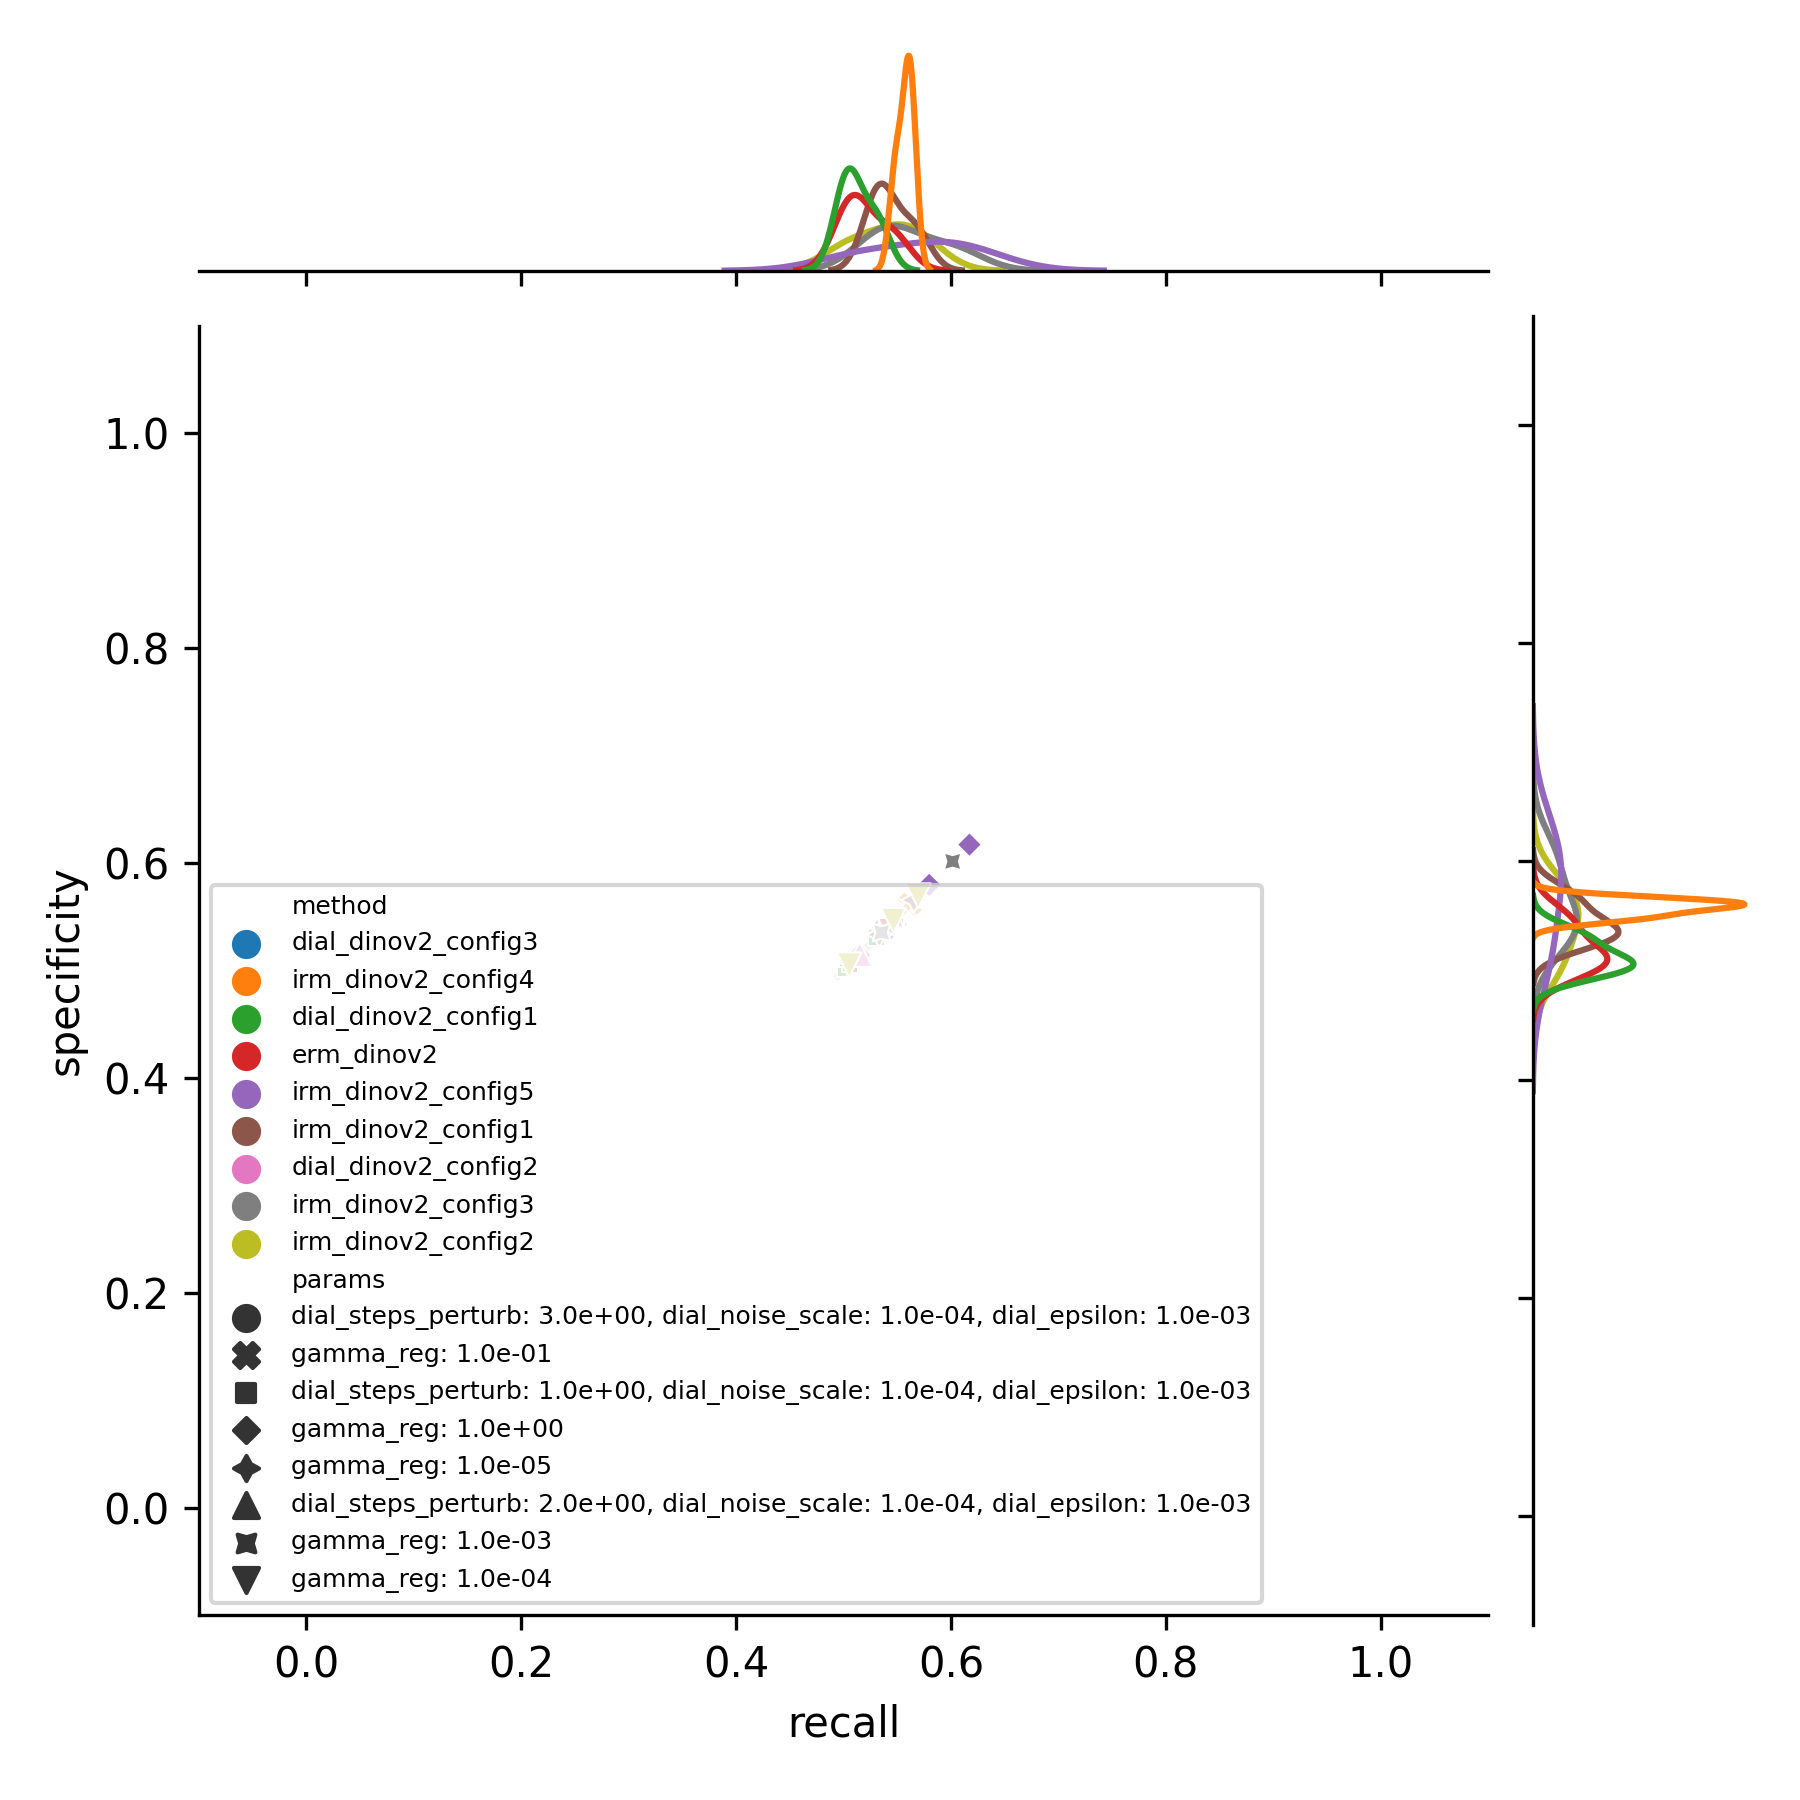 1.0
0.8
0.6
0.4
0.2
0.0
specificity
method
dial_dinov2_config3
irm_dinov2_config4
dial_dinov2_config1
erm_dinov2
irm_dinov2_config5
irm_dinov2_config1
dial_dinov2_config2
irm_dinov2_config3
irm_dinov2_config2
params
dial_steps_perturb: 3.0e+00, dial_noise_scale: 1.0e-04, dial_epsilon: 1.0e-03
gamma_reg: 1.0e-01
dial_steps_perturb: 1.0e+00, dial_noise_scale: 1.0e-04, dial_epsilon: 1.0e-03
gamma_reg: 1.0e+00
gamma_reg: 1.0e-05
dial_steps_perturb: 2.0e+00, dial_noise_scale: 1.0e-04, dial_epsilon: 1.0e-03
gamma_reg: 1.0e-03
gamma_reg: 1.0e-04
0.0 0.2 0.4 0.6 0.8 1.0
recall